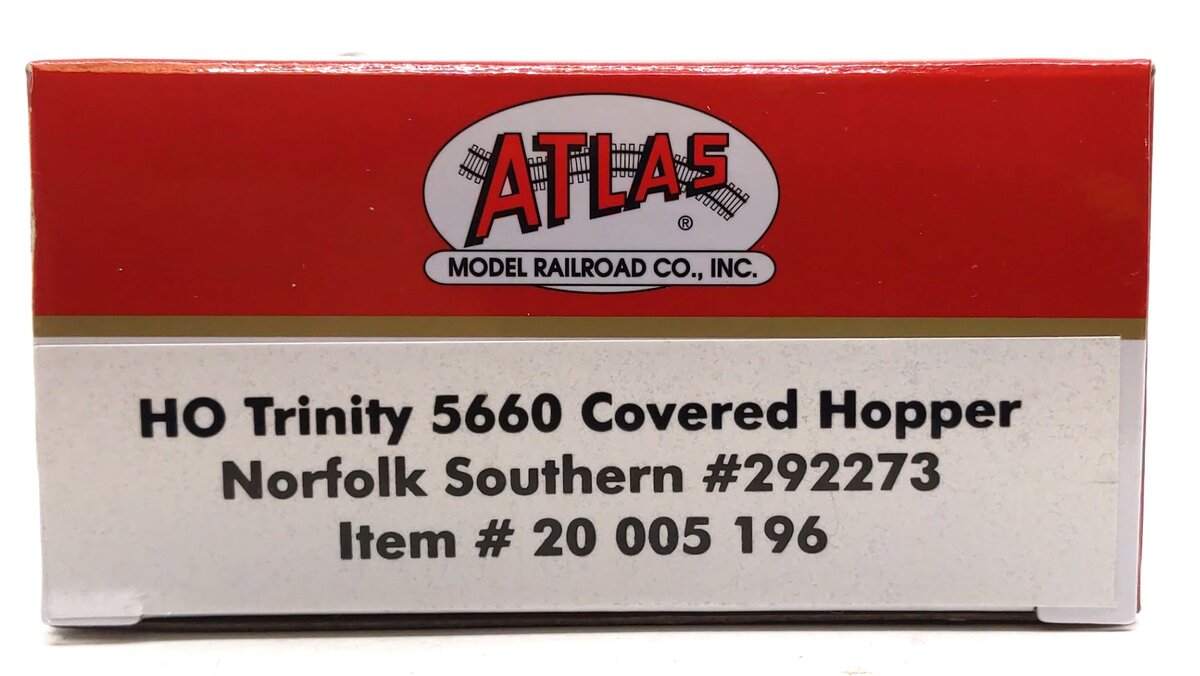 ATLAS
®
MODEL RAILROAD CO., INC.
HO Trinity 5660 Covered Hopper
Norfolk Southern #292273
Item # 20 005 196